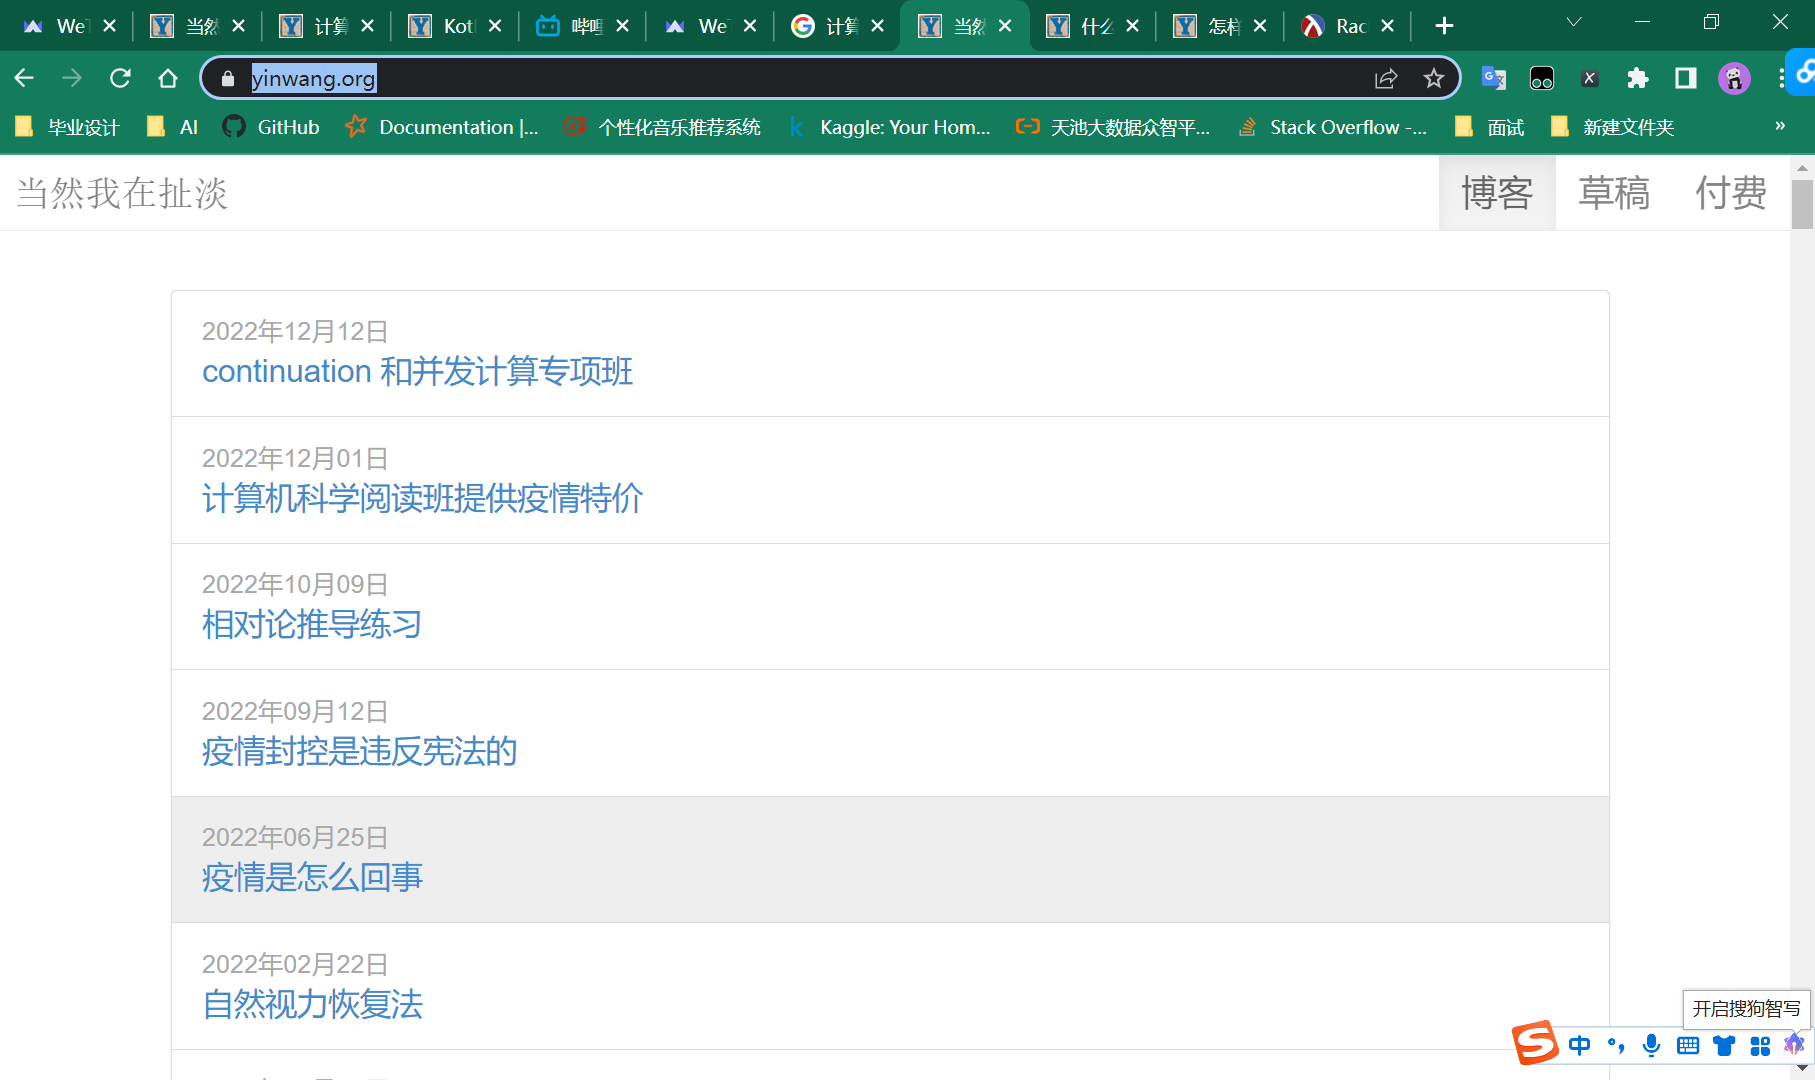 We
当然
计算
Kotl
哔哩
We
计算
当然
什么
怎样
Rac
yinwang.org
毕业设计
AI
GitHub
Documentation |...
个性化音乐推荐系统
Kaggle: Your Hom...
天池大数据众智平...
Stack Overflow -...
面试
新建文件夹
»
当然我在扯淡
博客
草稿
付费
2022年12月12日
continuation 和并发计算专项班
2022年12月01日
计算机科学阅读班提供疫情特价
2022年10月09日
相对论推导练习
2022年09月12日
疫情封控是违反宪法的
2022年06月25日
疫情是怎么回事
2022年02月22日
自然视力恢复法
开启搜狗智写
中